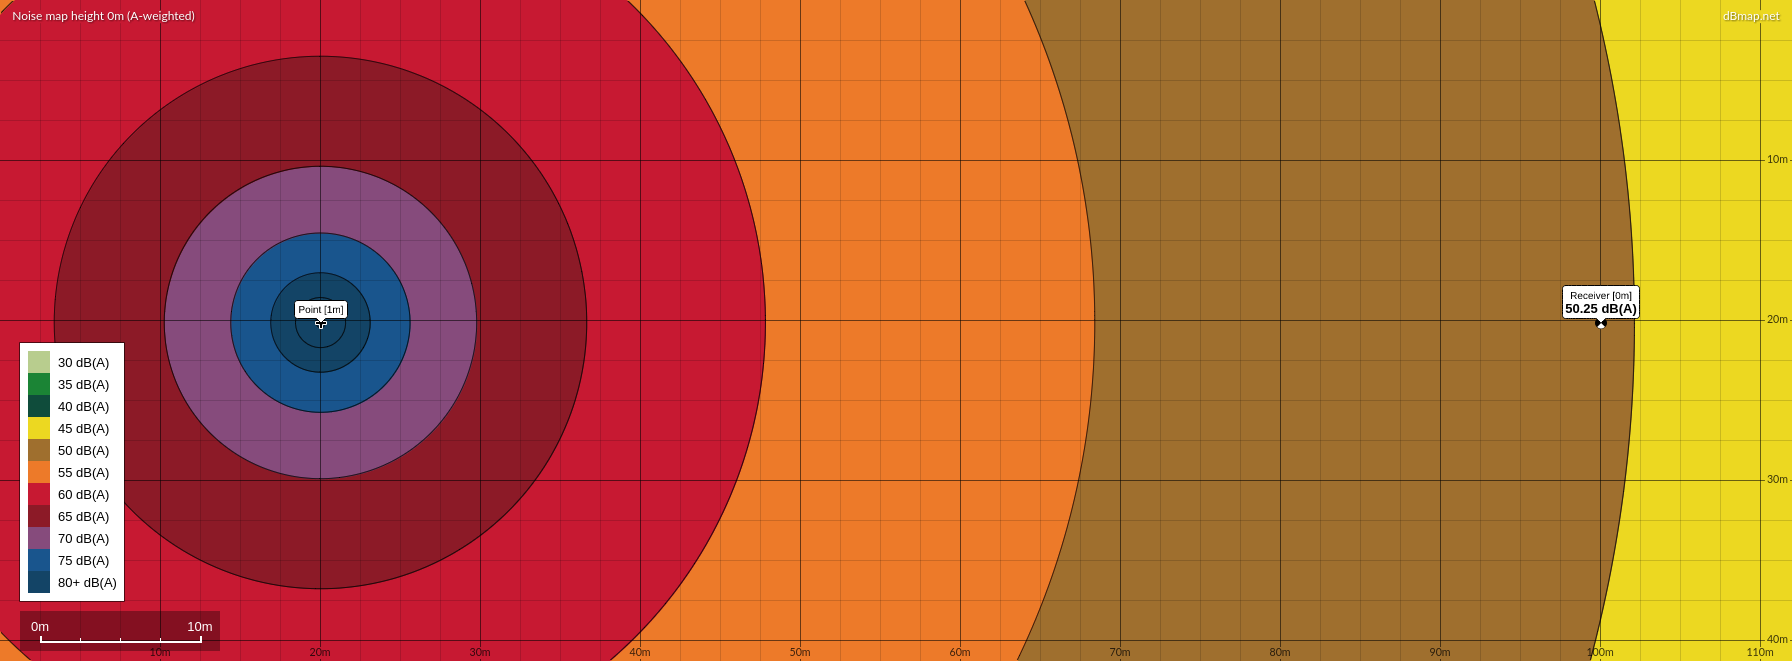 Noise map height 0m (A-weighted)
dBmap.net
10m
Receiver [0m]
50.25 dB(A)
Point [1m]
20m
30 dB(A)
35 dB(A)
40 dB(A)
45 dB(A)
50 dB(A)
55 dB(A)
60 dB(A)
65 dB(A)
70 dB(A)
75 dB(A)
80+ dB(A)
30m
0m 10m
40m
10m 20m 30m 40m 50m 60m 70m 80m 90m 100m 110m